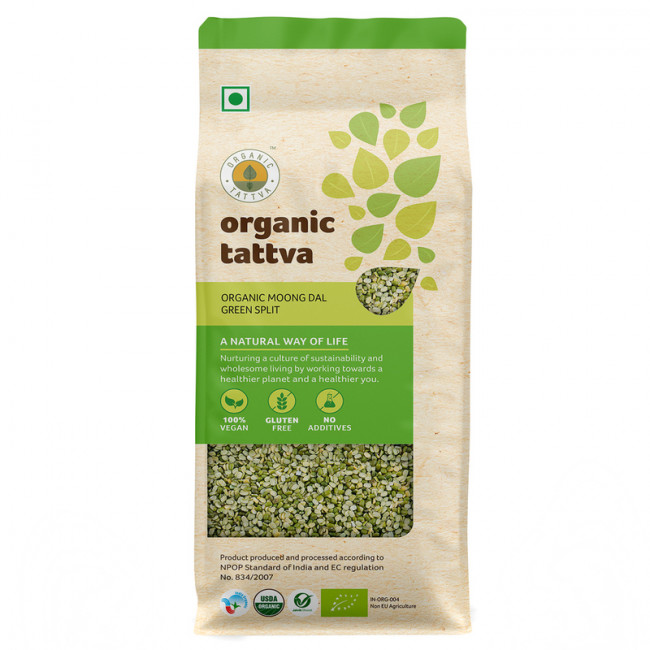 ORGANIC
TATTVA
TM
organic
tattva
ORGANIC MOONG DAL
GREEN SPLIT
A NATURAL WAY OF LIFE
Nurturing a culture of sustainability and
wholesome living by working towards a
healthier planet and a healthier you.
100%
VEGAN
GLUTEN
FREE
NO
ADDITIVES
Product produced and processed according to
NPOP Standard of India and EC regulation
No. 834/2007
USDA
ORGANIC
IN-ORG-004
Non EU Agriculture